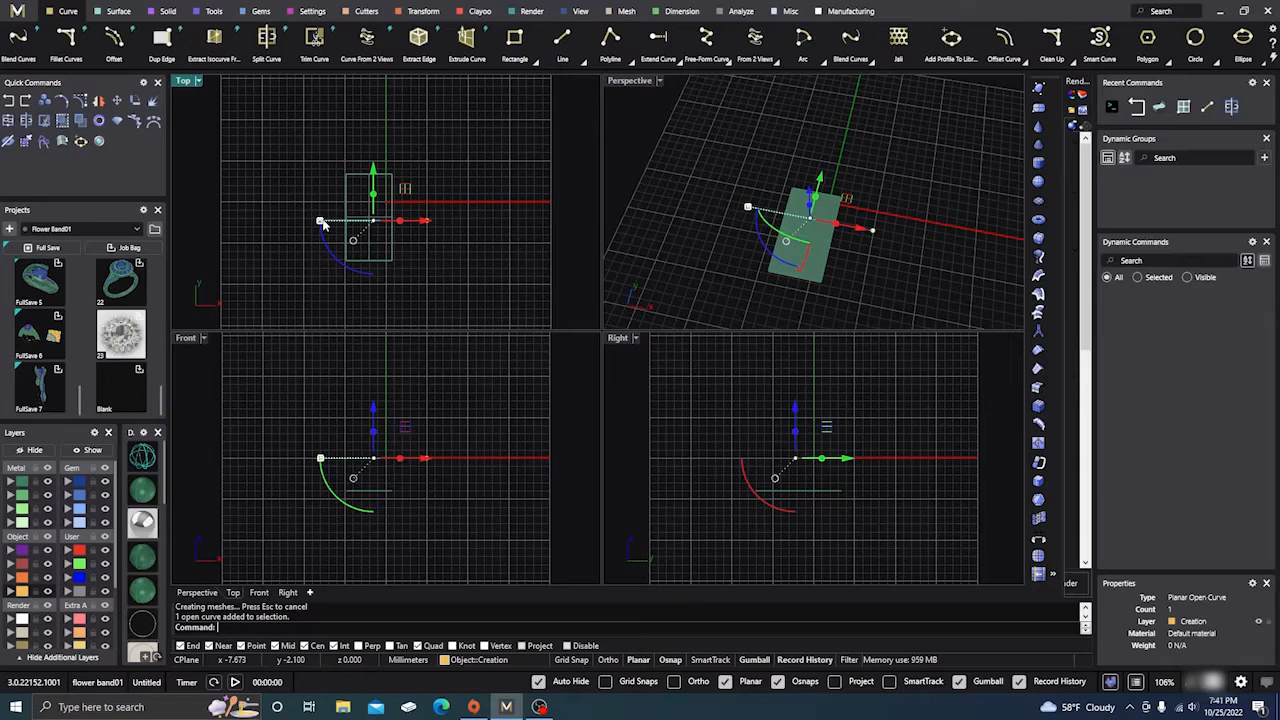 Curve Surface Solid Tools Gems Settings Cutters Transform Clayoo Render View Mesh Dimension Analyze Misc Manufacturing Search
Blend Curves Fillet Curves Offset Dup Edge Extract Isocurve Fr... Split Curve Trim Curve Curve From 2 Views Extract Edge Extrude Curve Rectangle Line Polyline Extend Curve Free-Form Curve From 2 Views Arc Blend Curves Jali Add Profile To Libr... Offset Curve Clean Up Smart Curve Polygon Circle Ellipse
Quick Commands
Top
Perspective
Rend...
Recent Commands
Dynamic Groups
Search
Projects
Flower Band01
Full Save Job Bag
FullSave 5 22
FullSave 6 23
FullSave 7 Blank
Dynamic Commands
Search
All Selected Visible
Front
Right
Layers
Hide Show
Metal Gem
Object User
Render Extra A
Hide Additional Layers
Perspective Top Front Right
Creating meshes... Press Esc to cancel
1 open curve added to selection.
Command:
End Near Point Mid Cen Int Perp Tan Quad Knot Vertex Project Disable
CPlane x -7.673 y -2.100 z 0.000 Millimeters Object:Creation Grid Snap Ortho Planar Osnap SmartTrack Gumball Record History Filter Memory use: 959 MB
Properties
Type Planar Open Curve
Count 1
Layer Creation
Material Default material
Weight 0 N/A
3.0.22152.1001 flower band01 Untitled Timer 00:00:00 Auto Hide Grid Snaps Ortho Planar Osnaps Project SmartTrack Gumball Record History 106%
Type here to search
58°F Cloudy
7:41 PM
10/25/2022